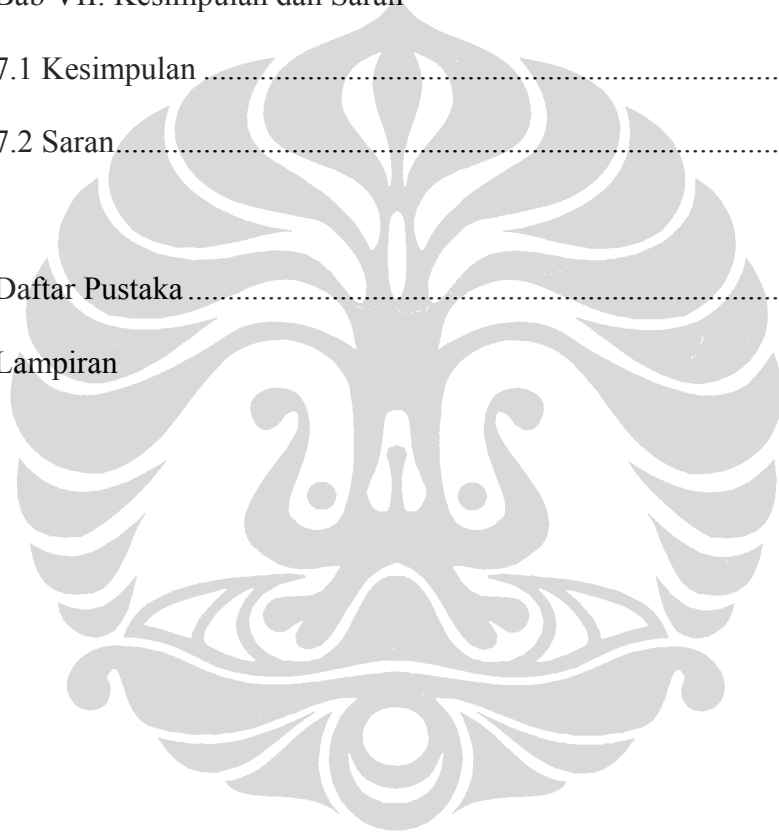 Bab VII. Kesimpulan dan Saran
7.1 Kesimpulan ........................................................................
7.2 Saran...................................................................................
Daftar Pustaka..........................................................................
Lampiran